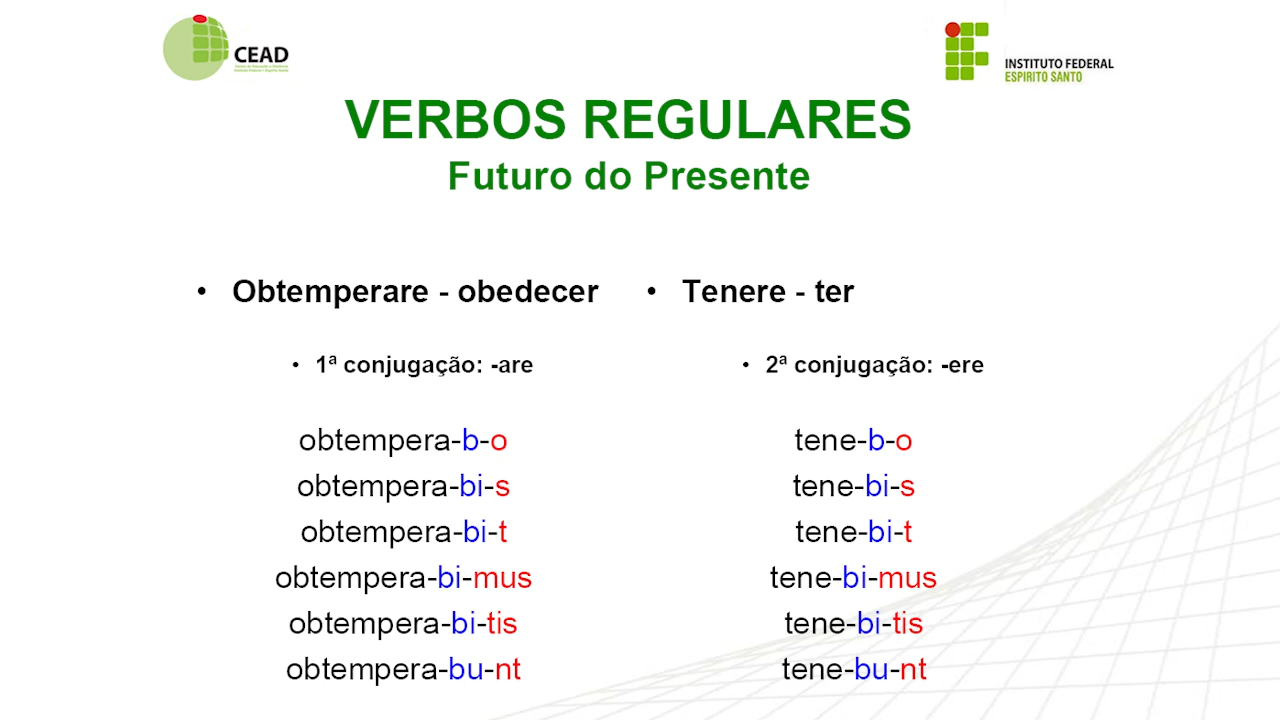 CEAD
INSTITUTO FEDERAL
ESPÍRITO SANTO
VERBOS REGULARES
Futuro do Presente
• Obtemperare - obedecer
• 1ª conjugação: -are
obtempera-b-o
obtempera-bi-s
obtempera-bi-t
obtempera-bi-mus
obtempera-bi-tis
obtempera-bu-nt
• Tenere - ter
• 2ª conjugação: -ere
tene-b-o
tene-bi-s
tene-bi-t
tene-bi-mus
tene-bi-tis
tene-bu-nt